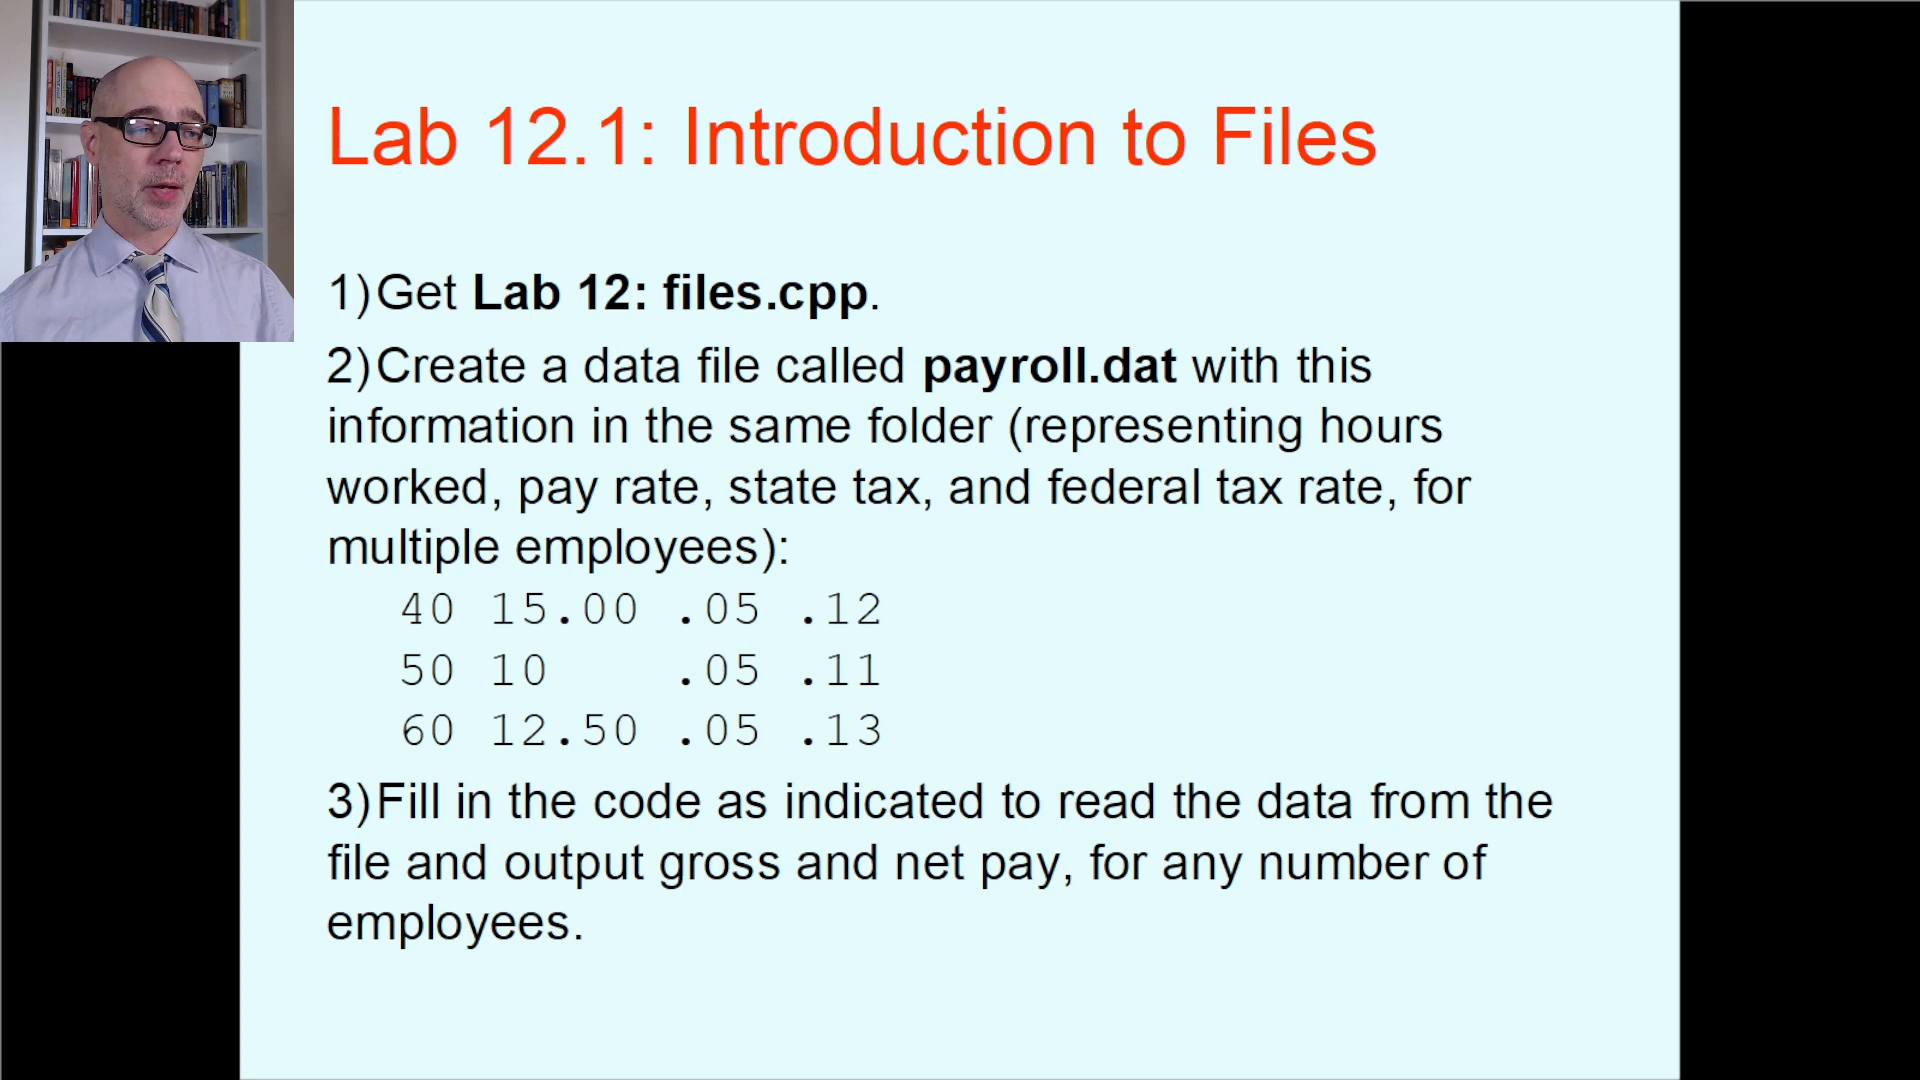 Lab 12.1: Introduction to Files
1) Get Lab 12: files.cpp.
2) Create a data file called payroll.dat with this
information in the same folder (representing hours
worked, pay rate, state tax, and federal tax rate, for
multiple employees):
40 15.00 .05 .12
50 10    .05 .11
60 12.50 .05 .13
3) Fill in the code as indicated to read the data from the
file and output gross and net pay, for any number of
employees.